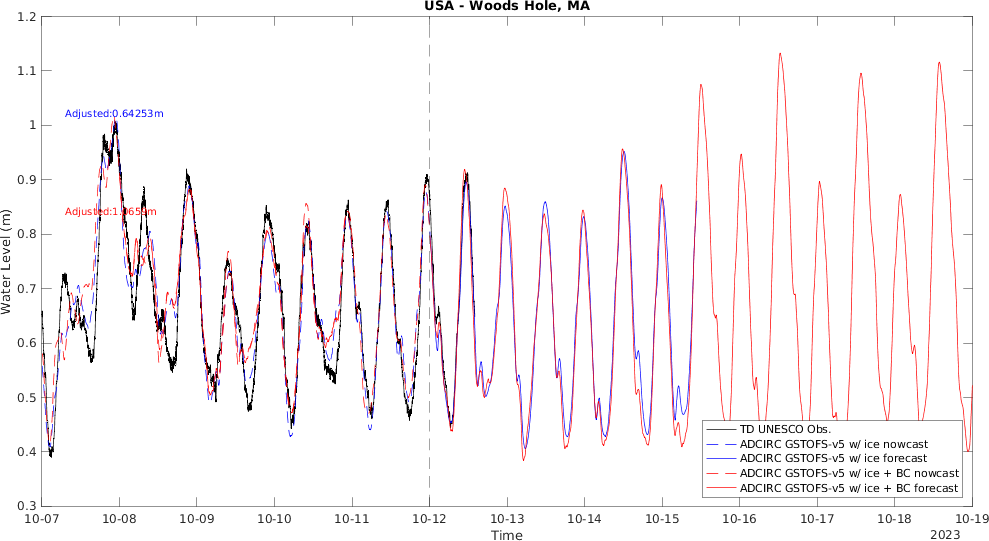 USA - Woods Hole, MA
1.2
1.1
1
0.9
0.8
0.7
0.6
0.5
0.4
0.3
Water Level (m)
Adjusted:0.64253m
TD UNESCO Obs.
ADCIRC GSTOFS-v5 w/ ice nowcast
ADCIRC GSTOFS-v5 w/ ice forecast
ADCIRC GSTOFS-v5 w/ ice + BC nowcast
ADCIRC GSTOFS-v5 w/ ice + BC forecast
10-07 10-08 10-09 10-10 10-11 10-12 10-13 10-14 10-15 10-16 10-17 10-18 10-19
Time
2023